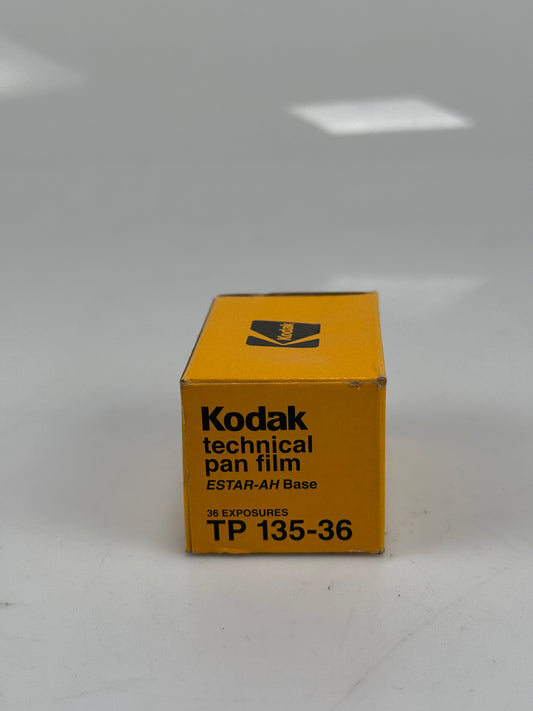 Kodak
Kodak
technical
pan film
ESTAR-AH Base
36 EXPOSURES
TP 135-36